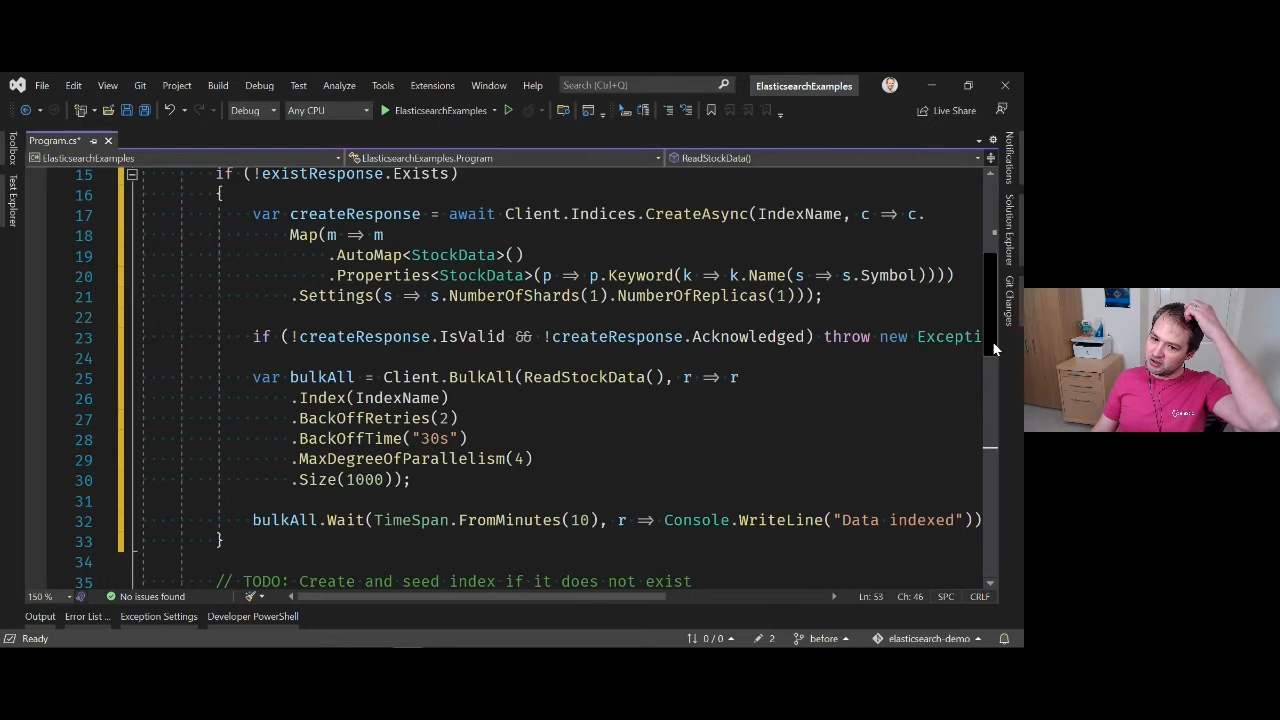 File Edit View Git Project Build Debug Test Analyze Tools Extensions Window Help Search (Ctrl+Q) ElasticsearchExamples
Debug Any CPU ElasticsearchExamples Live Share
Program.cs*
ElasticsearchExamples ElasticsearchExamples.Program ReadStockData()
Toolbox
Test Explorer
Notifications
Solution Explorer
Git Changes
15 if (!existResponse.Exists)
16 {
17 var createResponse = await Client.Indices.CreateAsync(IndexName, c => c.
18 Map(m => m
19 .AutoMap<StockData>()
20 .Properties<StockData>(p => p.Keyword(k => k.Name(s => s.Symbol))))
21 .Settings(s => s.NumberOfShards(1).NumberOfReplicas(1)));
22
23 if (!createResponse.IsValid && !createResponse.Acknowledged) throw new Excepti
24
25 var bulkAll = Client.BulkAll(ReadStockData(), r => r
26 .Index(IndexName)
27 .BackOffRetries(2)
28 .BackOffTime("30s")
29 .MaxDegreeOfParallelism(4)
30 .Size(1000));
31
32 bulkAll.Wait(TimeSpan.FromMinutes(10), r => Console.WriteLine("Data indexed"))
33 }
34
35 // TODO: Create and seed index if it does not exist
150 % No issues found Ln: 53 Ch: 46 SPC CRLF
Output Error List ... Exception Settings Developer PowerShell
Ready 0 / 0 2 before elasticsearch-demo